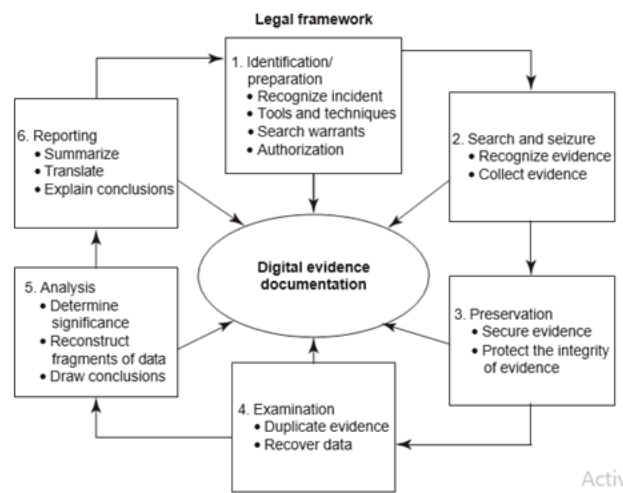 Legal framework
1. Identification/
preparation
• Recognize incident
• Tools and techniques
• Search warrants
• Authorization
2. Search and seizure
• Recognize evidence
• Collect evidence
3. Preservation
• Secure evidence
• Protect the integrity
of evidence
4. Examination
• Duplicate evidence
• Recover data
5. Analysis
• Determine
significance
• Reconstruct
fragments of data
• Draw conclusions
6. Reporting
• Summarize
• Translate
• Explain conclusions
Digital evidence
documentation
Activ